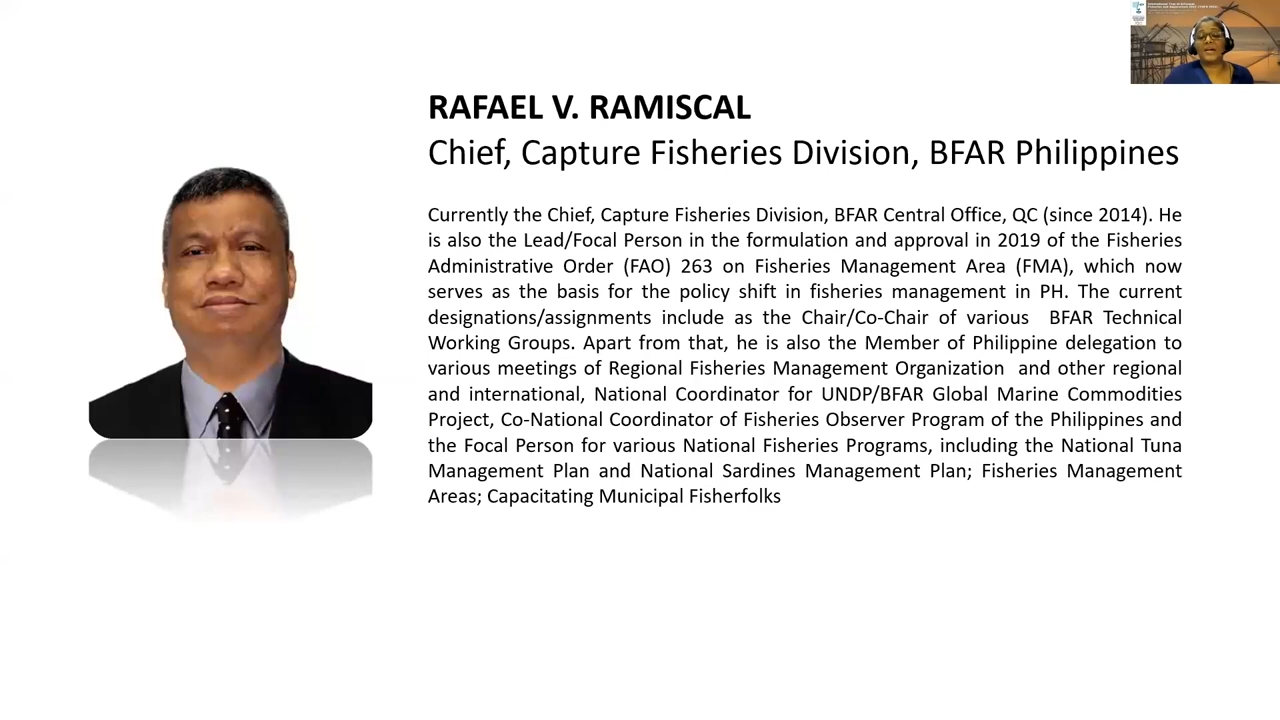 RAFAEL V. RAMISCAL
Chief, Capture Fisheries Division, BFAR Philippines
Currently the Chief, Capture Fisheries Division, BFAR Central Office, QC (since 2014). He
is also the Lead/Focal Person in the formulation and approval in 2019 of the Fisheries
Administrative Order (FAO) 263 on Fisheries Management Area (FMA), which now
serves as the basis for the policy shift in fisheries management in PH. The current
designations/assignments include as the Chair/Co-Chair of various BFAR Technical
Working Groups. Apart from that, he is also the Member of Philippine delegation to
various meetings of Regional Fisheries Management Organization and other regional
and international, National Coordinator for UNDP/BFAR Global Marine Commodities
Project, Co-National Coordinator of Fisheries Observer Program of the Philippines and
the Focal Person for various National Fisheries Programs, including the National Tuna
Management Plan and National Sardines Management Plan; Fisheries Management
Areas; Capacitating Municipal Fisherfolks